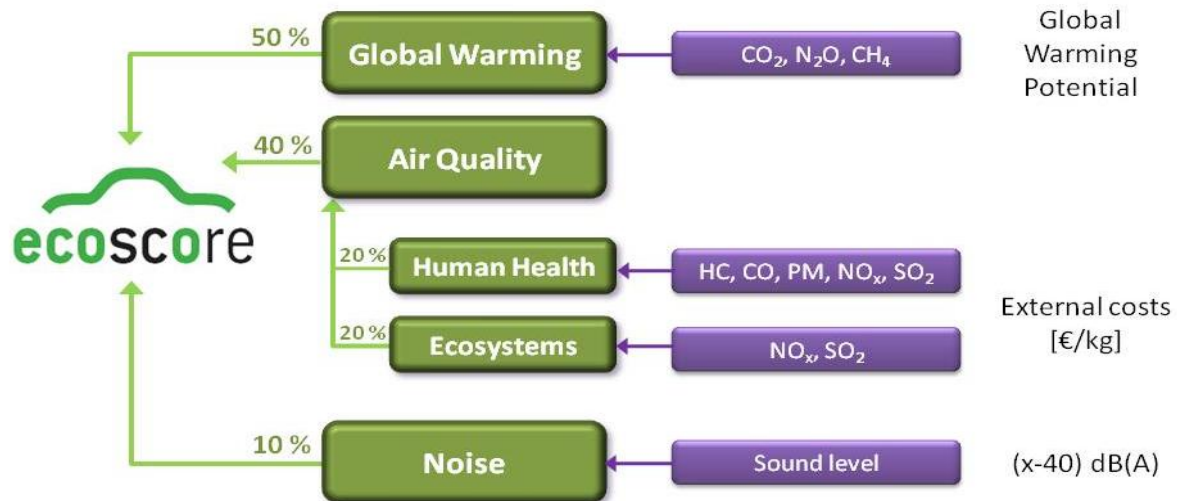 50 %
Global Warming
CO₂, N₂O, CH₄
Global
Warming
Potential
40 %
Air Quality
ecoscore
20 %
Human Health
HC, CO, PM, NOₓ, SO₂
20 %
Ecosystems
NOₓ, SO₂
External costs
[€/kg]
10 %
Noise
Sound level
(x-40) dB(A)